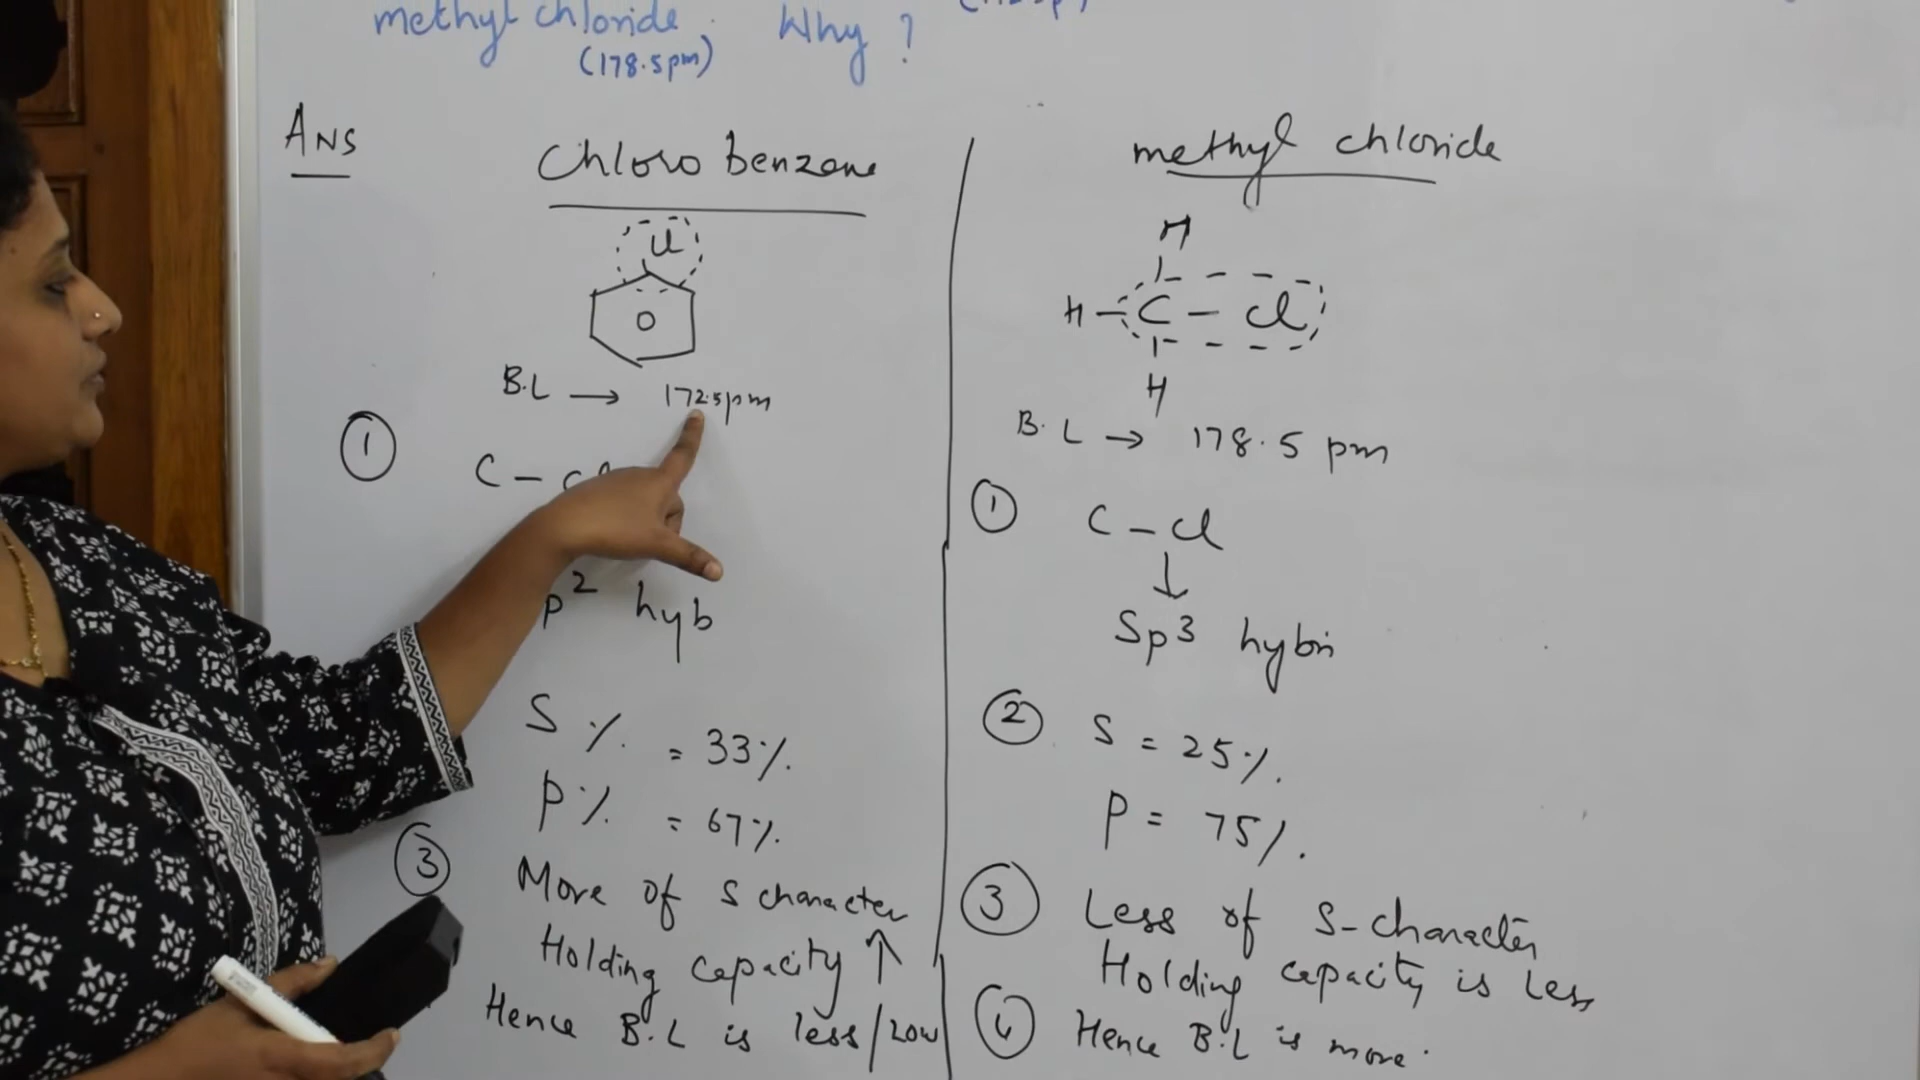 methyl chloride. Why?
(178.5pm)
Ans
Chloro benzene
Cl
B.L → 172.5pm
① C - Cl
p² hyb
S % = 33%.
P % = 67%.
③ More of s character
Holding capacity ↑
Hence B.L is less/Low
methyl chloride
H
H - C - Cl
H
B.L → 178.5 pm
① C - Cl
↓
Sp³ hybri
② S = 25%.
P = 75%.
③ Less of S-character
Holding capacity is Less
④ Hence B.L is more.